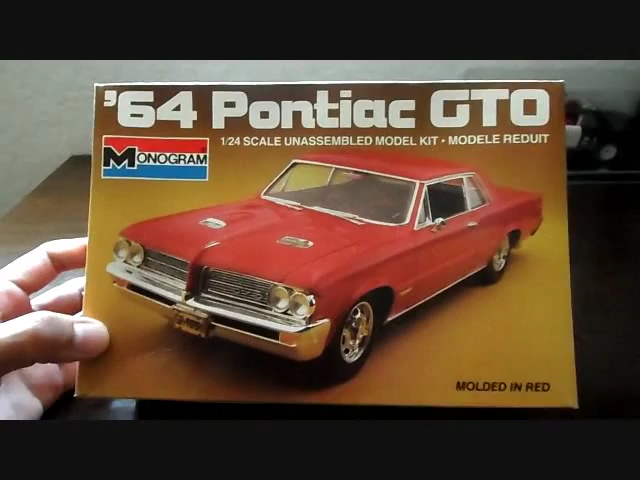 '64 Pontiac GTO
1/24 SCALE UNASSEMBLED MODEL KIT • MODELE REDUIT
MONOGRAM
MOLDED IN RED